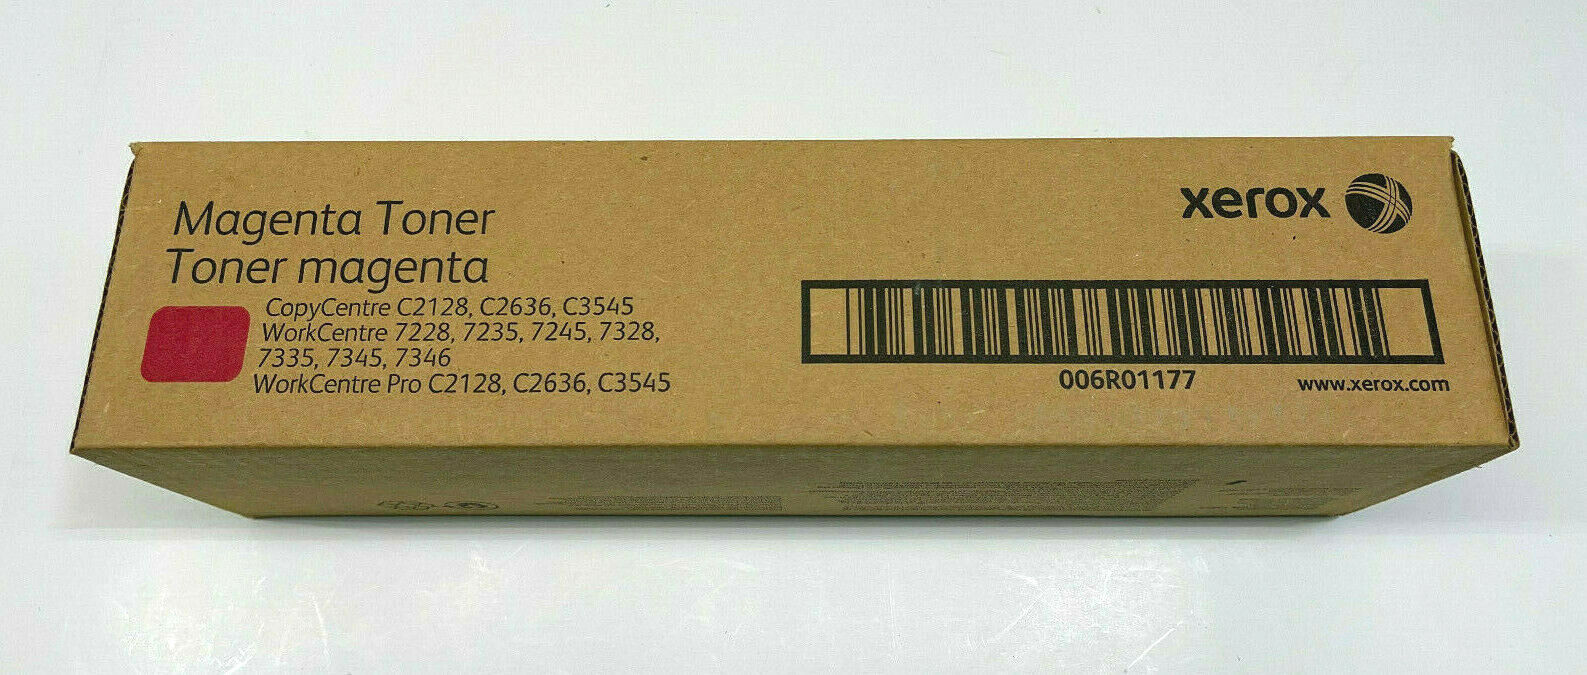 Magenta Toner
Toner magenta
CopyCentre C2128, C2636, C3545
WorkCentre 7228, 7235, 7245, 7328,
7335, 7345, 7346
WorkCentre Pro C2128, C2636, C3545
xerox
006R01177
www.xerox.com